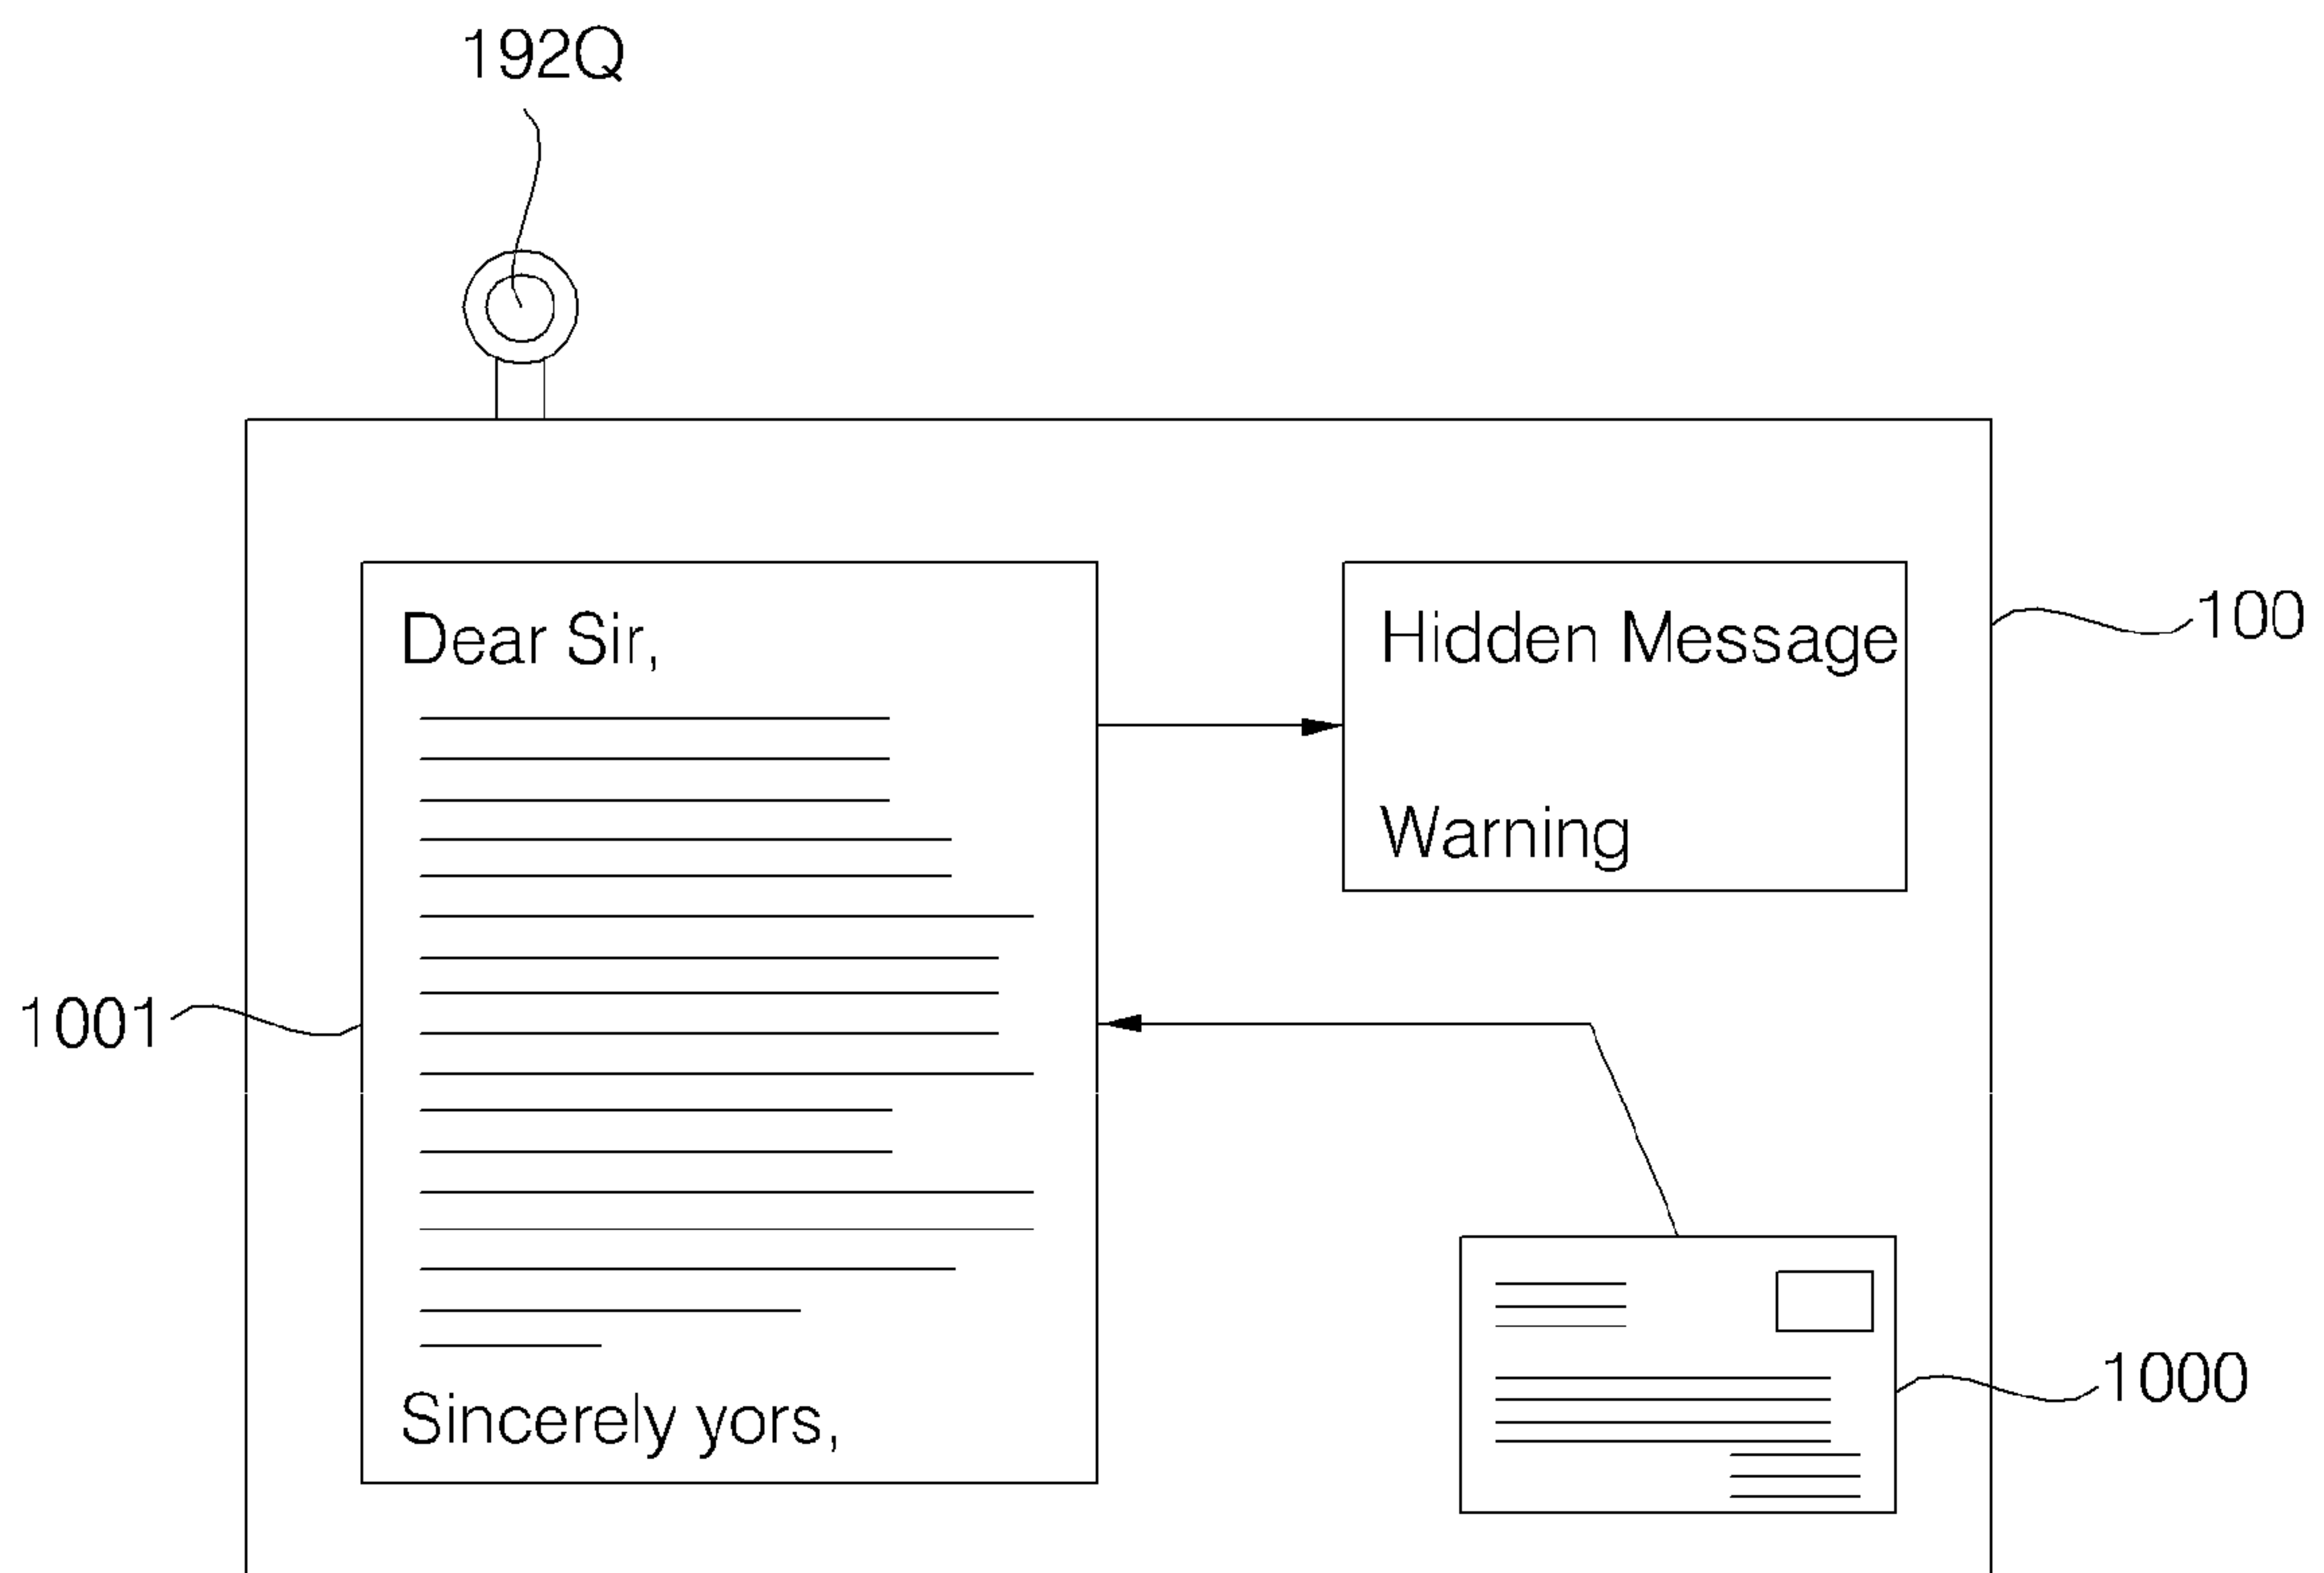 192Q
Dear Sir,
Hidden Message
100
Warning
1001
Sincerely yors,
1000